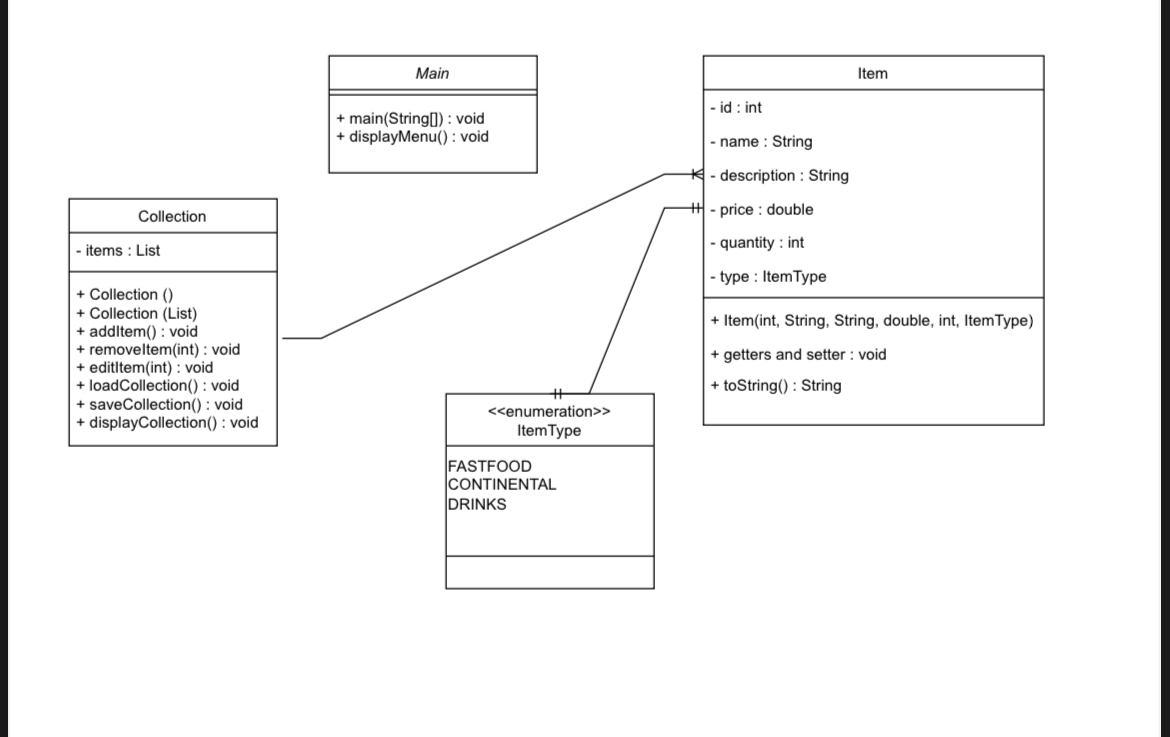 Main
+ main(String[]) : void
+ displayMenu() : void
Item
- id : int
- name : String
- description : String
- price : double
- quantity : int
- type : ItemType
+ Item(int, String, String, double, int, ItemType)
+ getters and setter : void
+ toString() : String
Collection
- items : List
+ Collection ()
+ Collection (List)
+ addItem() : void
+ removeItem(int) : void
+ editItem(int) : void
+ loadCollection() : void
+ saveCollection() : void
+ displayCollection() : void
<<enumeration>>
ItemType
FASTFOOD
CONTINENTAL
DRINKS